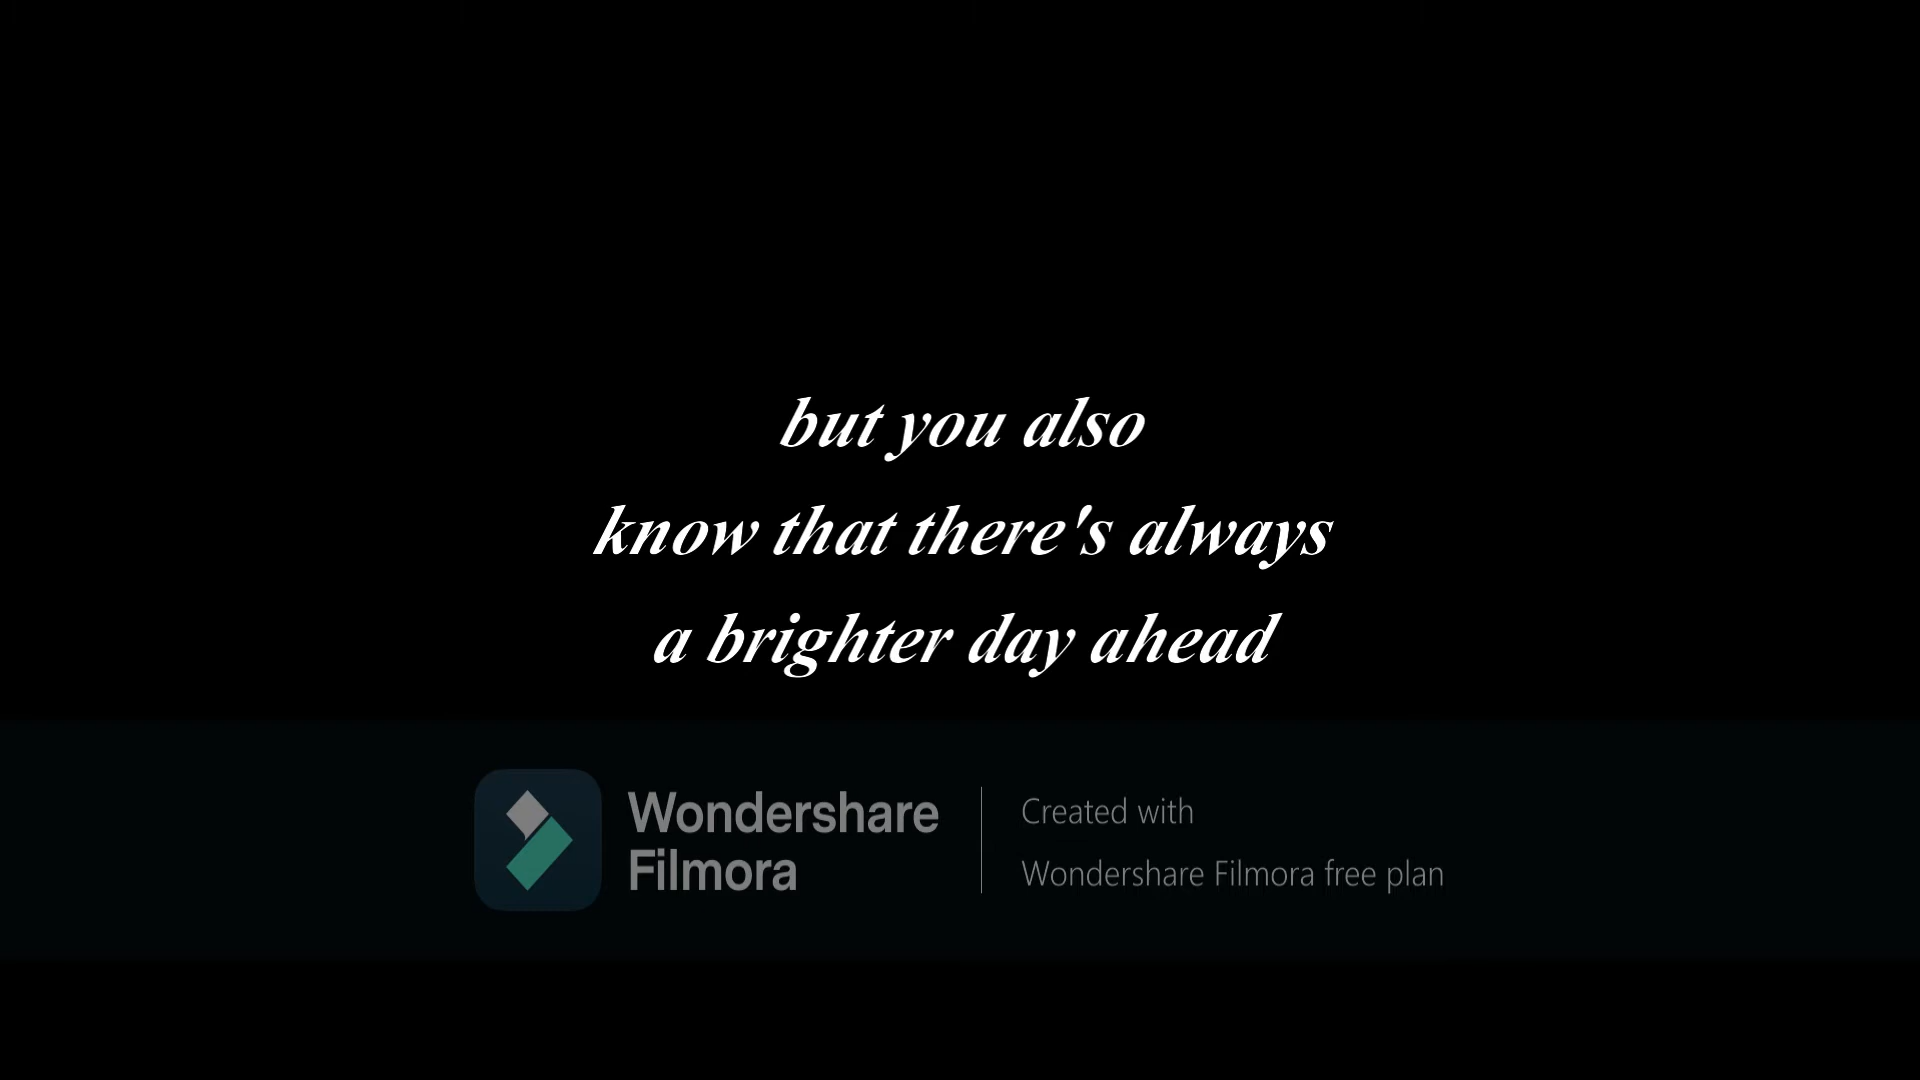 but you also
know that there's always
a brighter day ahead
Wondershare
Filmora
Created with
Wondershare Filmora free plan